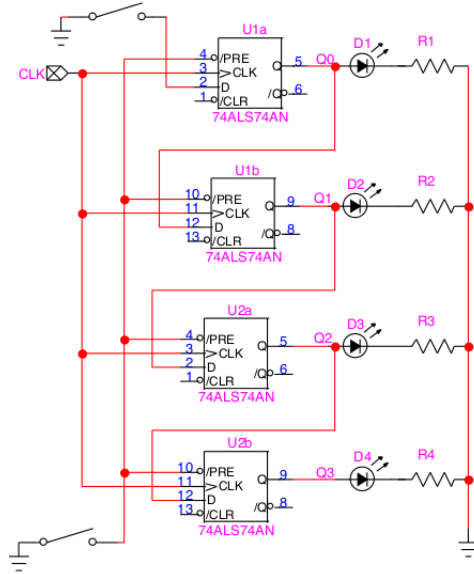 U1a
4 /PRE
CLK 3 CLK Q 5 Q0 D1 R1
2 D
1 /CLR /Q 6
74ALS74AN
U1b
10 /PRE
11 CLK Q 9 Q1 D2 R2
12 D
13 /CLR /Q 8
74ALS74AN
U2a
4 /PRE
3 CLK Q 5 Q2 D3 R3
2 D
1 /CLR /Q 6
74ALS74AN
U2b
10 /PRE
11 CLK Q 9 Q3 D4 R4
12 D
13 /CLR /Q 8
74ALS74AN